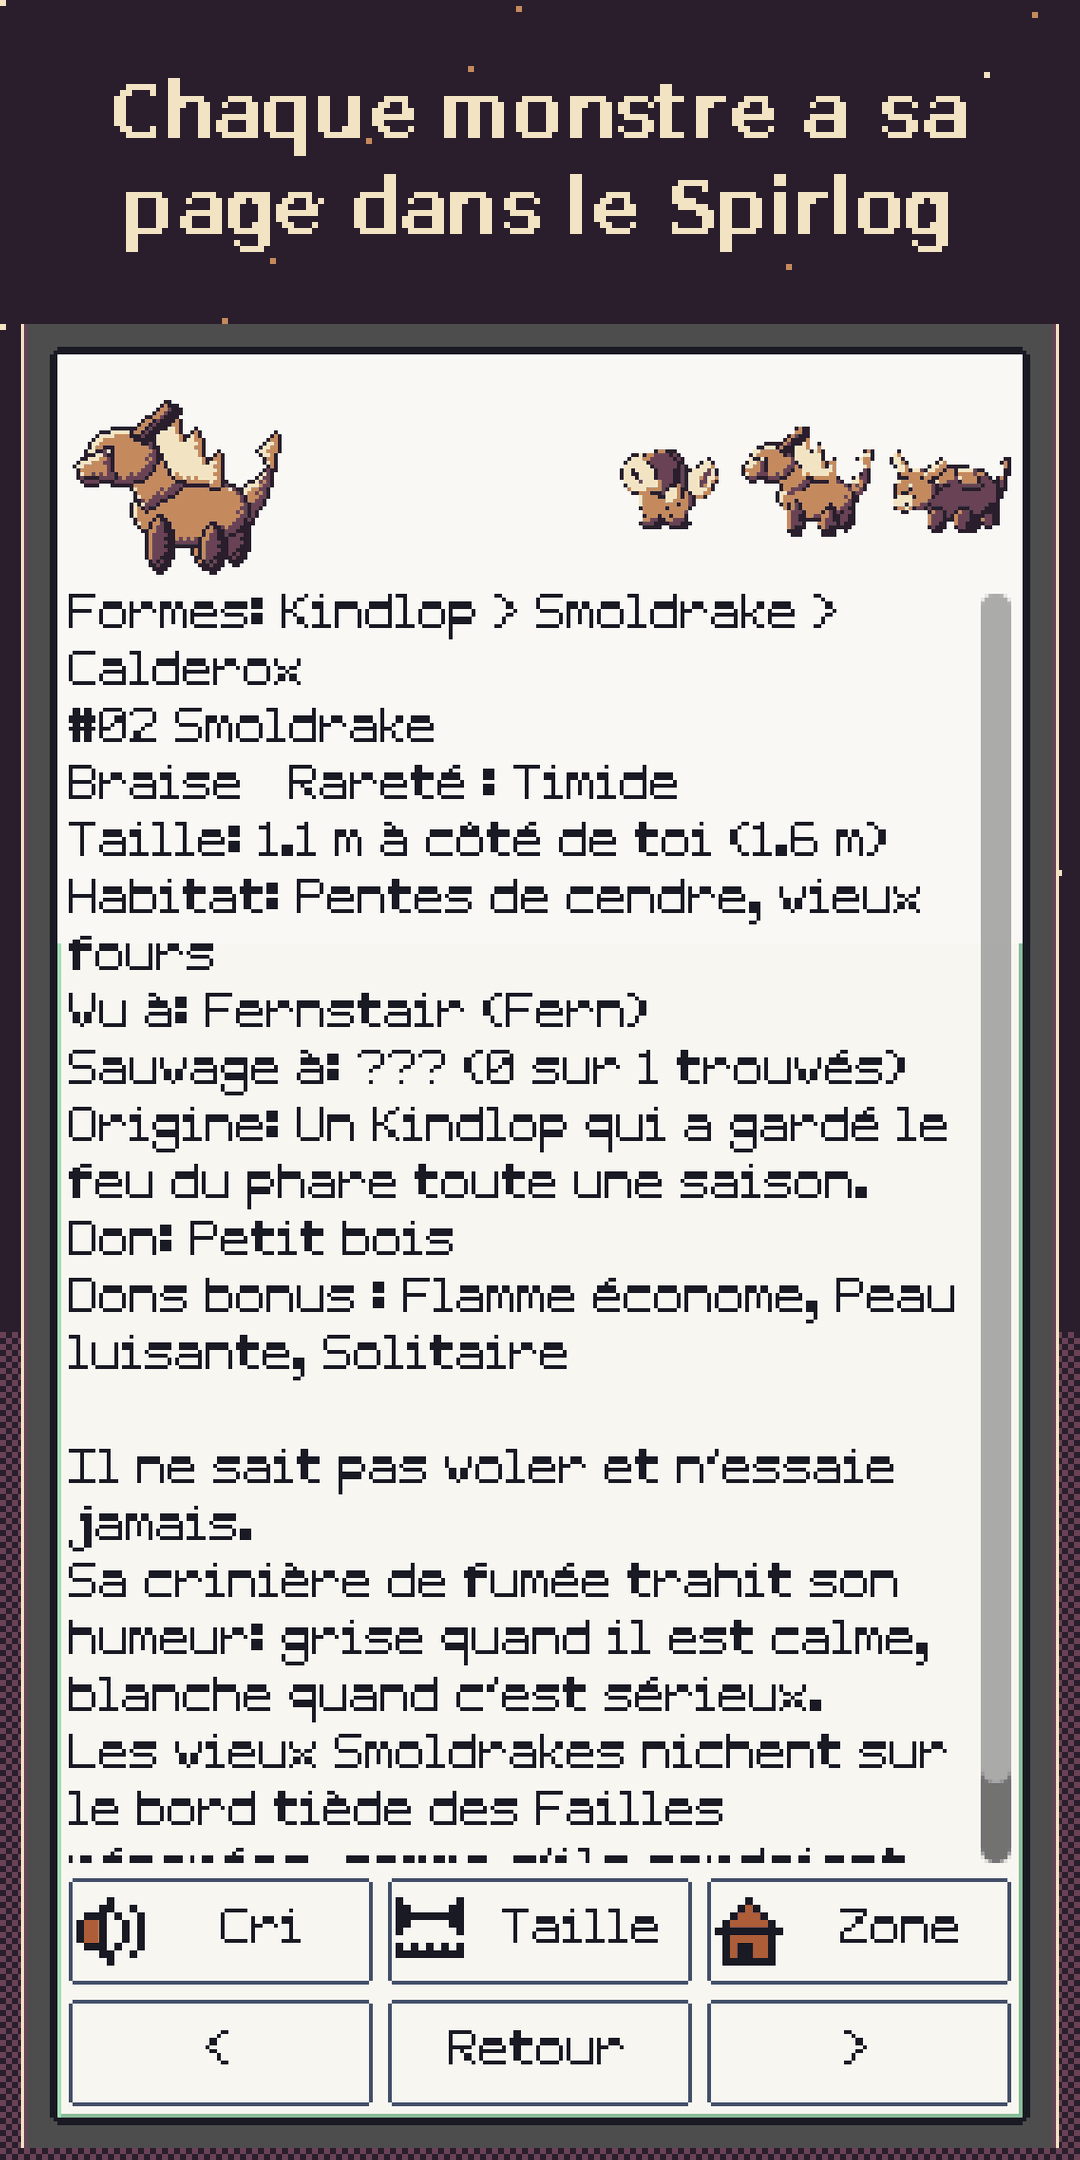 Chaque monstre a sa
page dans le Spirlog
Formes: Kindlop > Smoldrake >
Calderox
#02 Smoldrake
Braise Rareté : Timide
Taille: 1.1 m à côté de toi (1.6 m)
Habitat: Pentes de cendre, vieux
fours
Vu à: Fernstair (Fern)
Sauvage à: ??? (0 sur 1 trouvés)
Origine: Un Kindlop qui a gardé le
feu du phare toute une saison.
Don: Petit bois
Dons bonus : Flamme économe, Peau
luisante, Solitaire
Il ne sait pas voler et n'essaie
jamais.
Sa crinière de fumée trahit son
humeur: grise quand il est calme,
blanche quand c'est sérieux.
Les vieux Smoldrakes nichent sur
le bord tiède des Failles
Cri
Taille
Zone
<
Retour
>